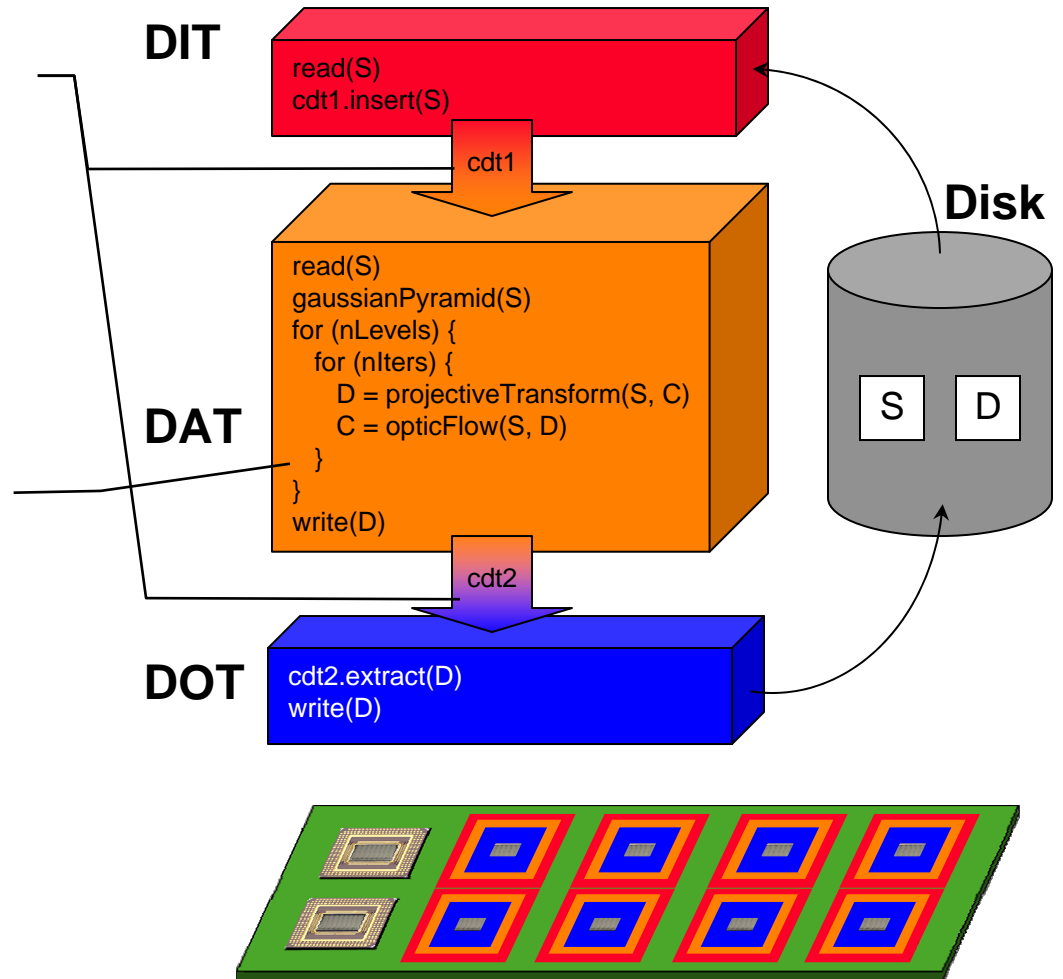 DIT
read(S)
cdt1.insert(S)
cdt1
Disk
read(S)
gaussianPyramid(S)
for (nLevels) {
for (nIters) {
D = projectiveTransform(S, C)
C = opticFlow(S, D)
}
}
write(D)
DAT
S
D
cdt2
DOT
cdt2.extract(D)
write(D)